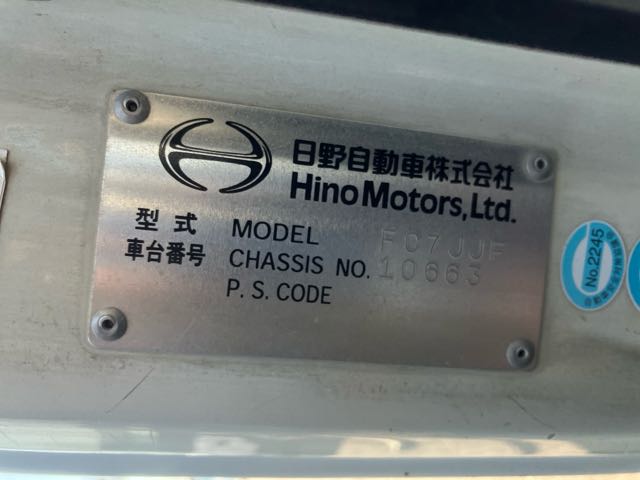 日野自動車株式会社
Hino Motors, Ltd.
型式 MODEL FC7JJF
車台番号 CHASSIS NO. 10663
P. S. CODE
No.2245